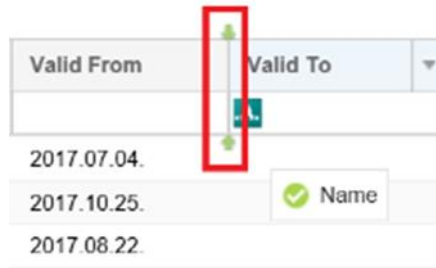 Valid From Valid To
.A.
2017.07.04.
2017.10.25. Name
2017.08.22.